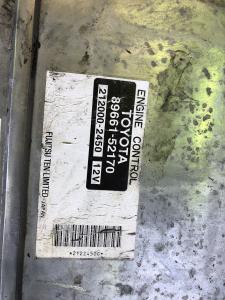 ENGINE CONTROL
TOYOTA
89661-52170
212000-2450 12V
FUJITSU TEN LIMITED